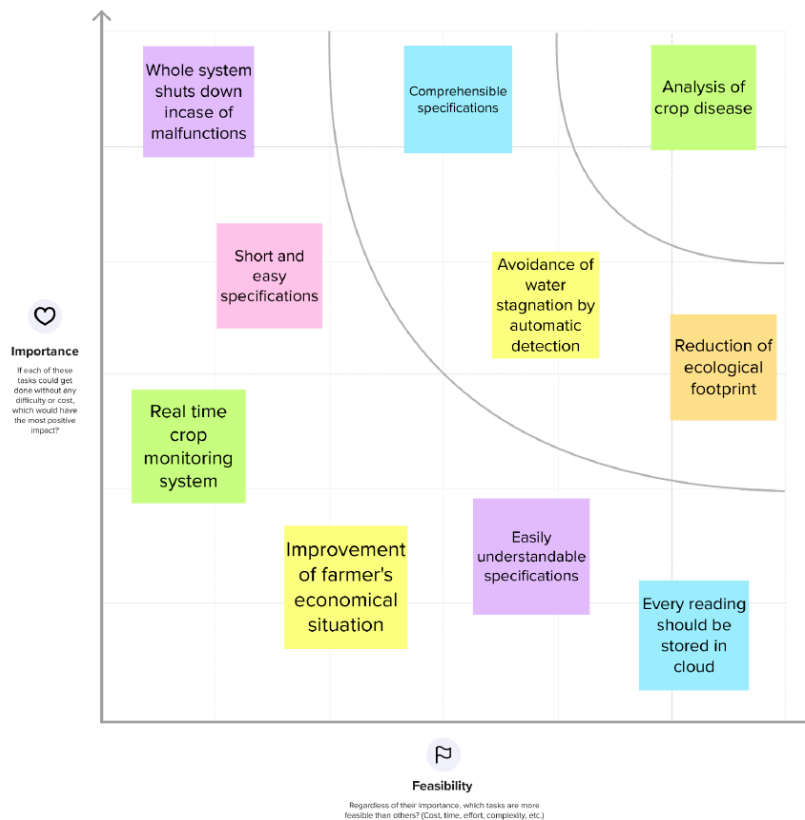 Whole system
shuts down
incase of
malfunctions
Comprehensible
specifications
Analysis of
crop disease
Short and
easy
specifications
Avoidance of
water
stagnation by
automatic
detection
Reduction of
ecological
footprint
Importance
If each of these
tasks could get
done without any
difficulty or cost,
which would have
the most positive
impact?
Real time
crop
monitoring
system
Improvement
of farmer's
economical
situation
Easily
understandable
specifications
Every reading
should be
stored in
cloud
Feasibility
Regardless of their importance, which tasks are more
feasible than others? (Cost, time, effort, complexity, etc.)